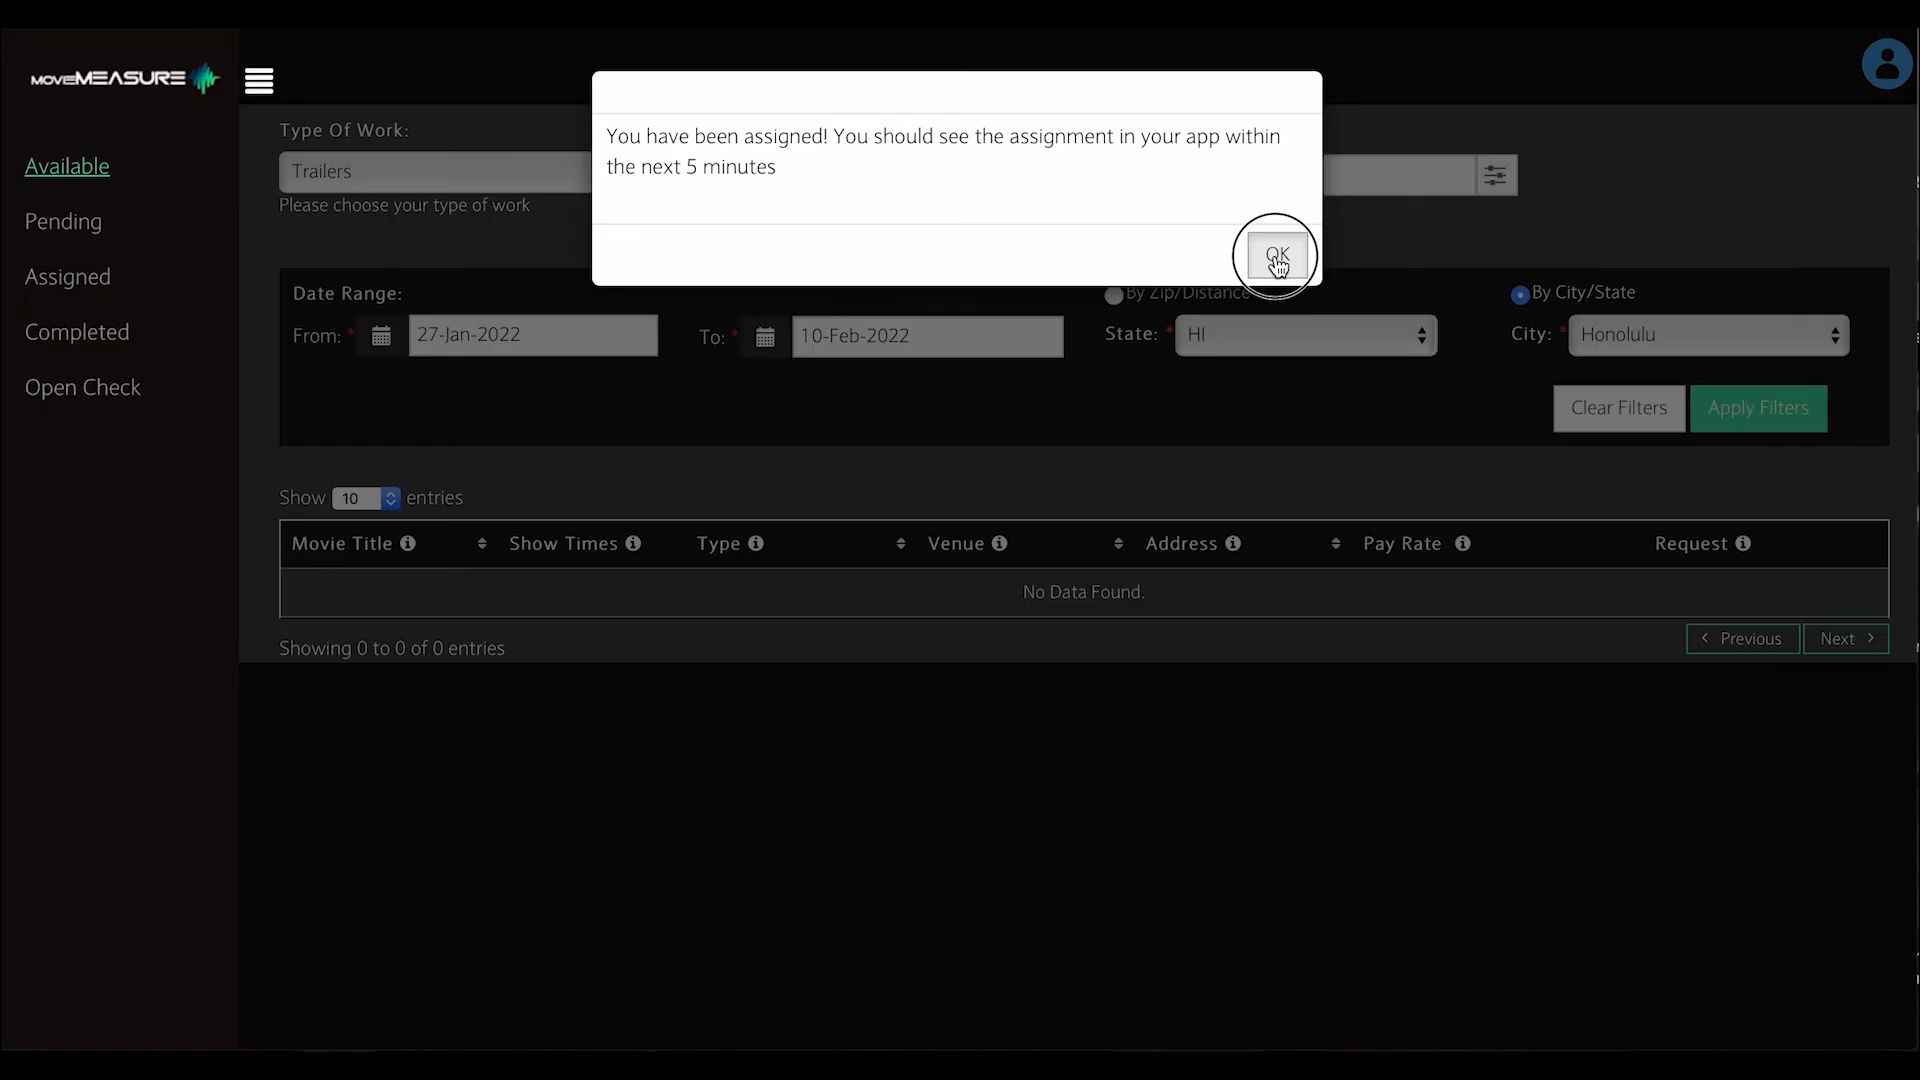 MOVIEMEASURE
Available
Pending
Assigned
Completed
Open Check
You have been assigned! You should see the assignment in your app within
the next 5 minutes
OK
Type Of Work:
Trailers
Please choose your type of work
Date Range:
From: *
27-Jan-2022
To: *
10-Feb-2022
By Zip/Distance
By City/State
State: *
HI
City: *
Honolulu
Clear Filters
Apply Filters
Show 10 entries
Movie Title Show Times Type Venue Address Pay Rate Request
No Data Found.
Showing 0 to 0 of 0 entries
Previous
Next